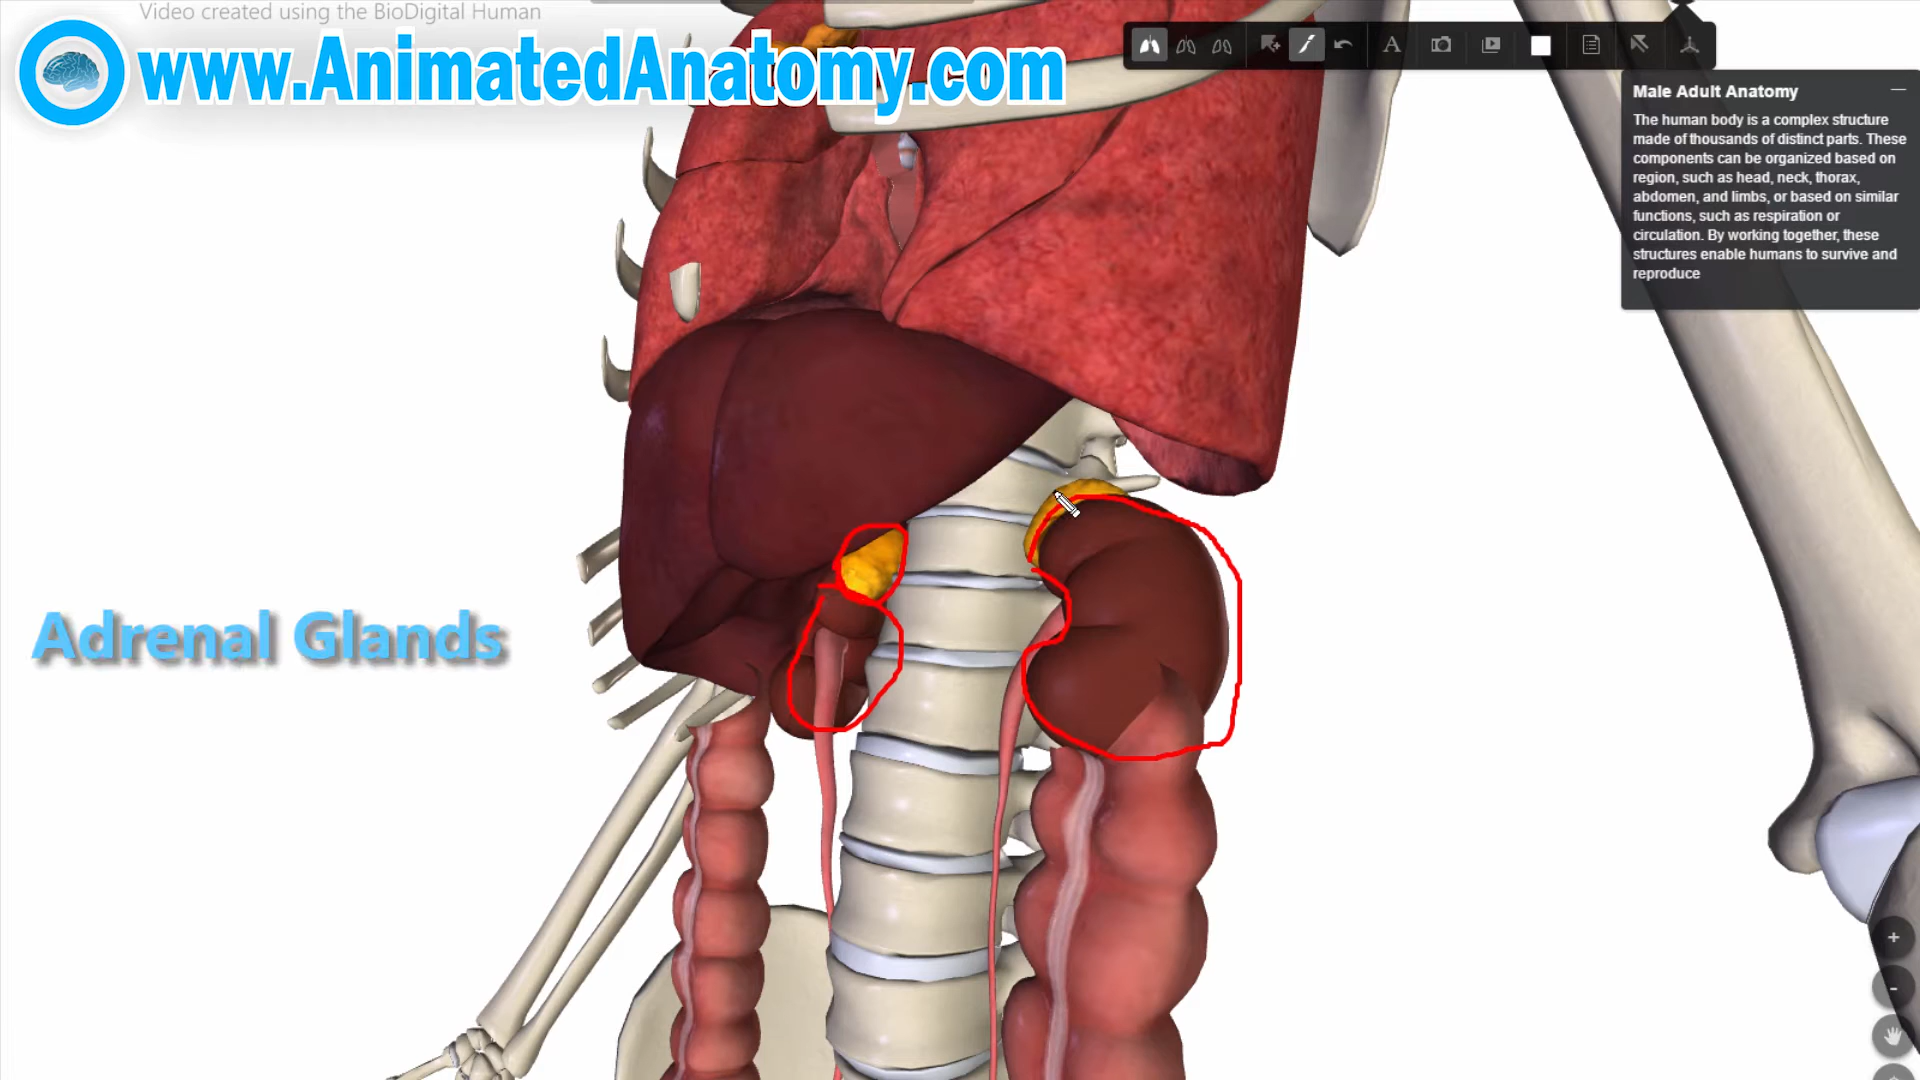 Video created using the BioDigital Human
www.AnimatedAnatomy.com
A
Male Adult Anatomy
The human body is a complex structure
made of thousands of distinct parts. These
components can be organized based on
region, such as head, neck, thorax,
abdomen, and limbs, or based on similar
functions, such as respiration or
circulation. By working together, these
structures enable humans to survive and
reproduce
Adrenal Glands